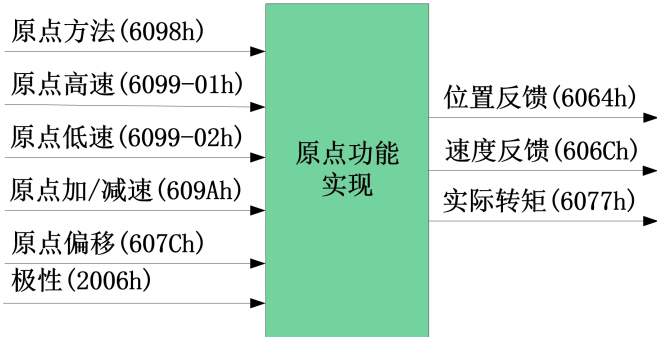 原点方法(6098h)
原点高速(6099-01h)
原点低速(6099-02h)
原点加/减速(609Ah)
原点偏移(607Ch)
极性(2006h)
原点功能
实现
位置反馈(6064h)
速度反馈(606Ch)
实际转矩(6077h)